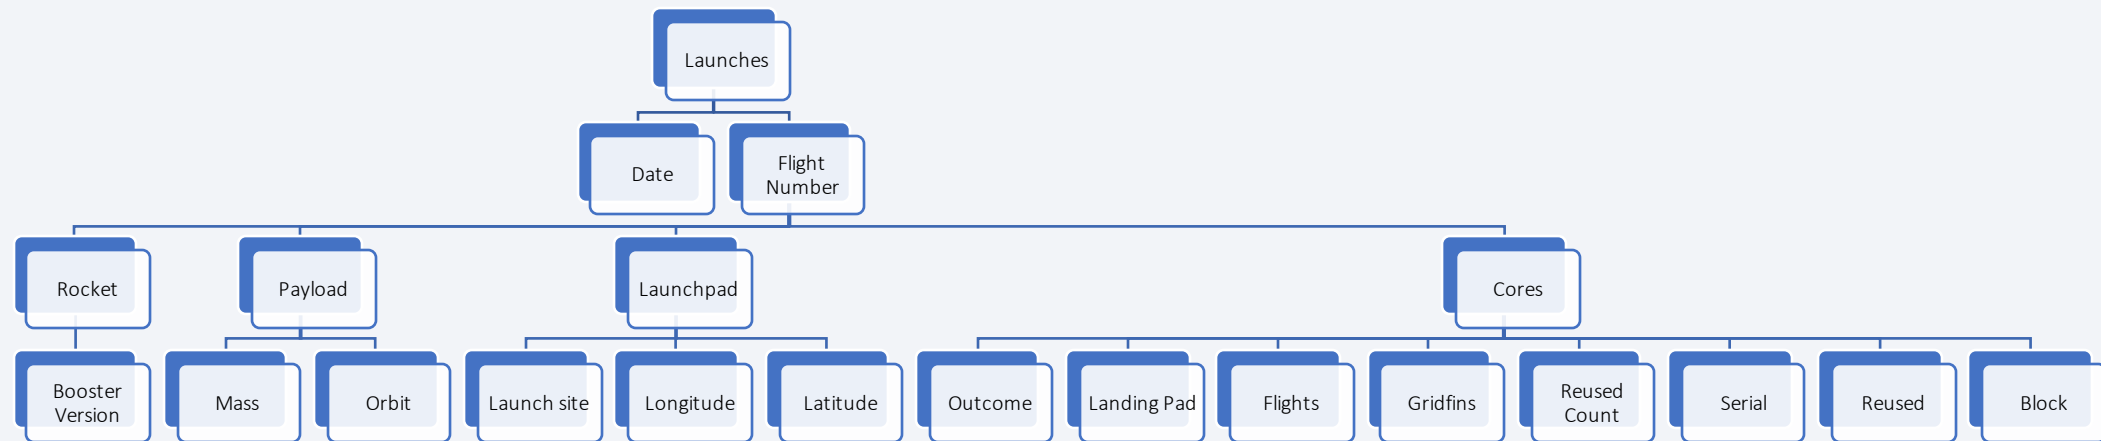 Launches
Date
Flight
Number
Rocket
Payload
Launchpad
Cores
Booster
Version
Mass
Orbit
Launch site
Longitude
Latitude
Outcome
Landing Pad
Flights
Gridfins
Reused
Count
Serial
Reused
Block